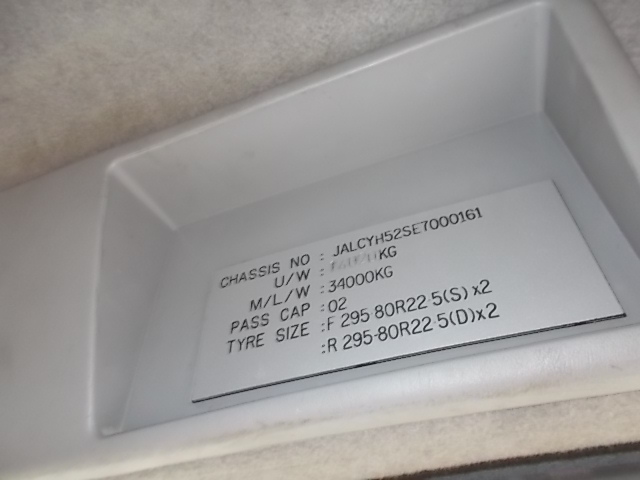 CHASSIS NO : JALCYH52SE7000161
U/W : KG
M/L/W : 34000KG
PASS CAP : 02
TYRE SIZE : F 295 80R22 5(S) x2
: R 295-80R22 5(D)x2